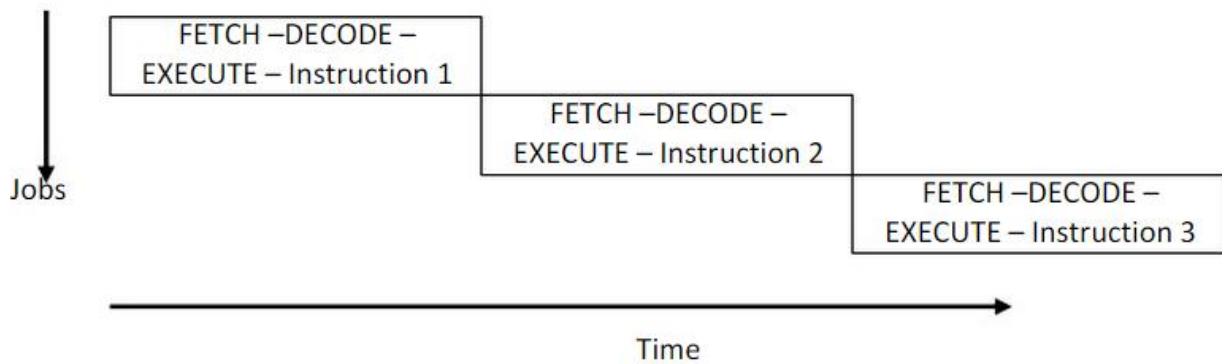 FETCH –DECODE –
EXECUTE – Instruction 1
FETCH –DECODE –
EXECUTE – Instruction 2
Jobs
FETCH –DECODE –
EXECUTE – Instruction 3
Time